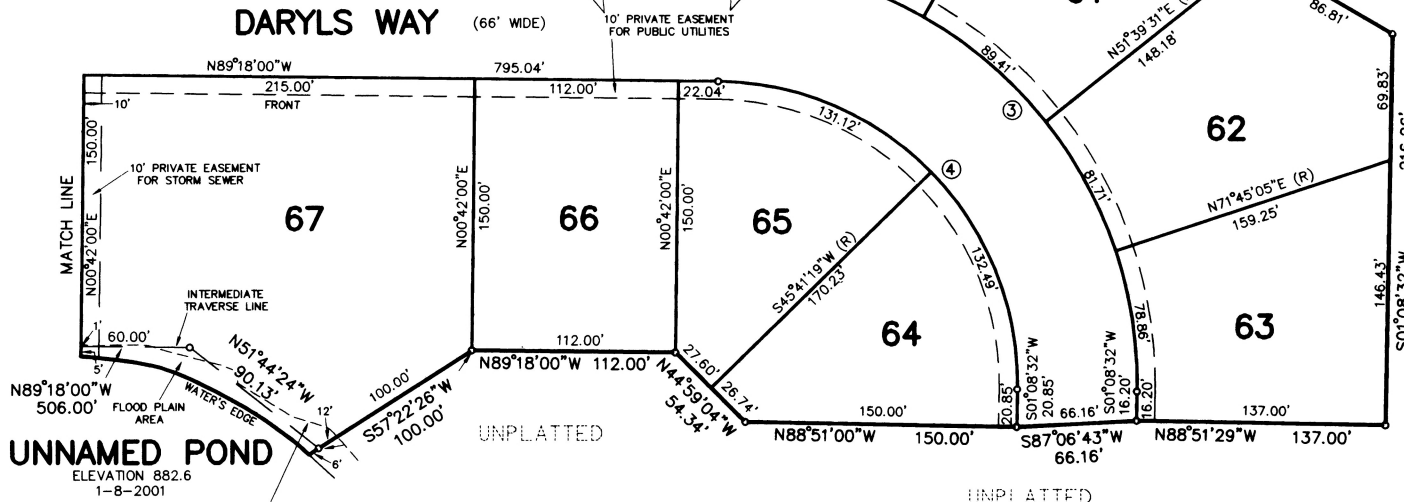 DARYLS WAY (66' WIDE)
10' PRIVATE EASEMENT
FOR PUBLIC UTILITIES
N89°18'00"W
795.04'
215.00'
FRONT
112.00'
22.04'
131.12'
89.41'
N51°39'31"E (
148.18'
86.81'
69.83'
10'
150.00'
10' PRIVATE EASEMENT
FOR STORM SEWER
MATCH LINE
N00°42'00"E
67
N00°42'00"E
150.00'
66
N00°42'00"E
150.00'
65
S45°41'19"W (R)
170.23'
4
3
62
81.71'
N71°45'05"E (R)
159.25'
132.49'
64
78.86'
63
146.43'
S01°08'32"W
INTERMEDIATE
TRAVERSE LINE
1'
60.00'
5'
N51°44'24"W
90.13'
N89°18'00"W
506.00'
FLOOD PLAIN
AREA
WATER'S EDGE
12'
6'
100.00'
S57°22'26"W
100.00'
112.00'
N89°18'00"W 112.00'
27.60'
26.74'
N44°59'04"W
54.34'
150.00'
N88°51'00"W 150.00'
20.85'
S01°08'32"W
20.85'
66.16'
S01°08'32"W
16.20'
16.20'
S87°06'43"W
66.16'
137.00'
N88°51'29"W 137.00'
UNNAMED POND
ELEVATION 882.6
1-8-2001
UNPLATTED
UNPLATTED